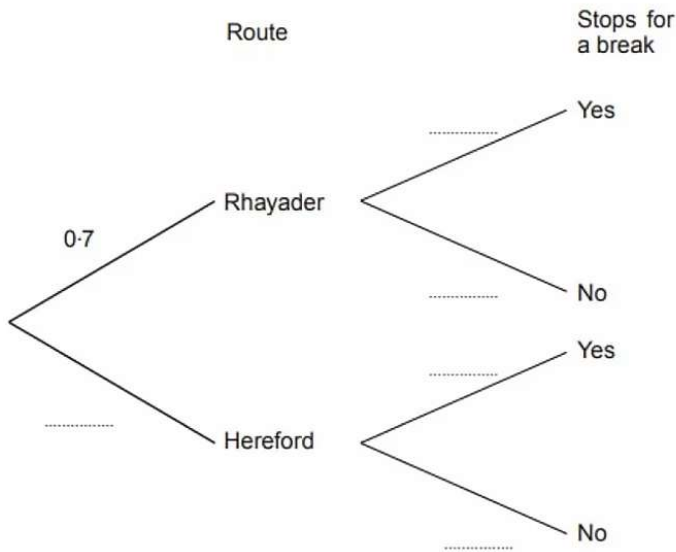 Route
Stops for
a break
Yes
Rhayader
0·7
No
Yes
Hereford
No